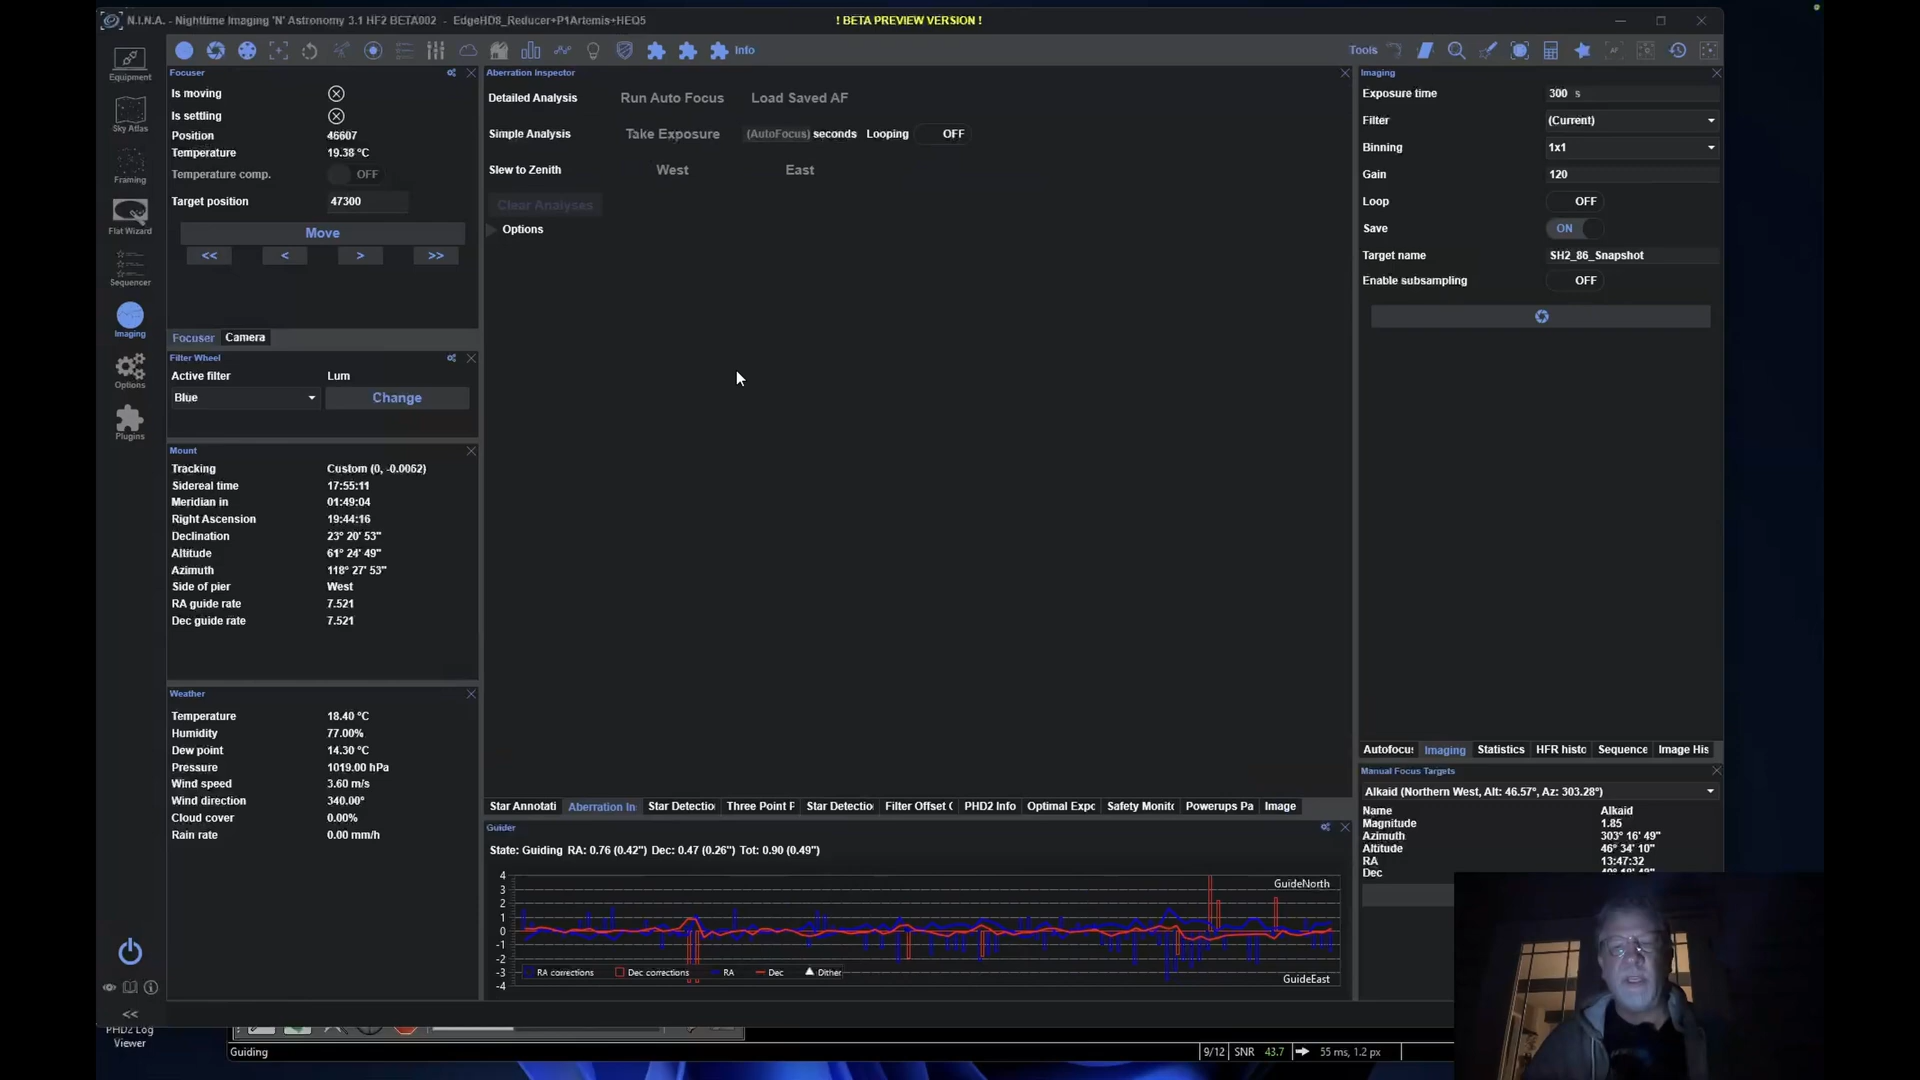 N.I.N.A. - Nighttime Imaging 'N' Astronomy 3.1 HF2 BETA002 - EdgeHD8_Reducer+P1Artemis+HEQ5
! BETA PREVIEW VERSION !
Equipment
Sky Atlas
Framing
Flat Wizard
Sequencer
Imaging
Options
Plugins
<<
Info
Tools
Focuser
Is moving
Is settling
Position 46607
Temperature 19.38 °C
Temperature comp. OFF
Target position 47300
Move
<< < > >>
Focuser Camera
Filter Wheel
Active filter Lum
Blue Change
Mount
Tracking Custom (0, -0.0052)
Sidereal time 17:55:11
Meridian in 01:49:04
Right Ascension 19:44:16
Declination 23° 20' 53"
Altitude 61° 24' 49"
Azimuth 118° 27' 53"
Side of pier West
RA guide rate 7.521
Dec guide rate 7.521
Weather
Temperature 18.40 °C
Humidity 77.00%
Dew point 14.30 °C
Pressure 1019.00 hPa
Wind speed 3.60 m/s
Wind direction 340.00°
Cloud cover 0.00%
Rain rate 0.00 mm/h
Aberration Inspector
Detailed Analysis Run Auto Focus Load Saved AF
Simple Analysis Take Exposure (AutoFocus) seconds Looping OFF
Slew to Zenith West East
Clear Analyses
Options
Star Annotati Aberration In: Star Detectio Three Point P Star Detectio Filter Offset C PHD2 Info Optimal Expo Safety Monito Powerups Pa Image
Guider
State: Guiding RA: 0.76 (0.42") Dec: 0.47 (0.26") Tot: 0.90 (0.49")
4
3
2
1
0
-1
-2
-3
-4
GuideNorth
GuideEast
RA corrections Dec corrections RA Dec Dither
Imaging
Exposure time 300 s
Filter (Current)
Binning 1x1
Gain 120
Loop OFF
Save ON
Target name SH2_86_Snapshot
Enable subsampling OFF
Autofocu: Imaging Statistics HFR histo Sequence Image His
Manual Focus Targets
Alkaid (Northern West, Alt: 46.57°, Az: 303.28°)
Name Alkaid
Magnitude 1.85
Azimuth 303° 16' 49"
Altitude 46° 34' 10"
RA 13:47:32
Dec
PHD2 Log
Viewer
Guiding
9/12 SNR 43.7 55 ms, 1.2 px